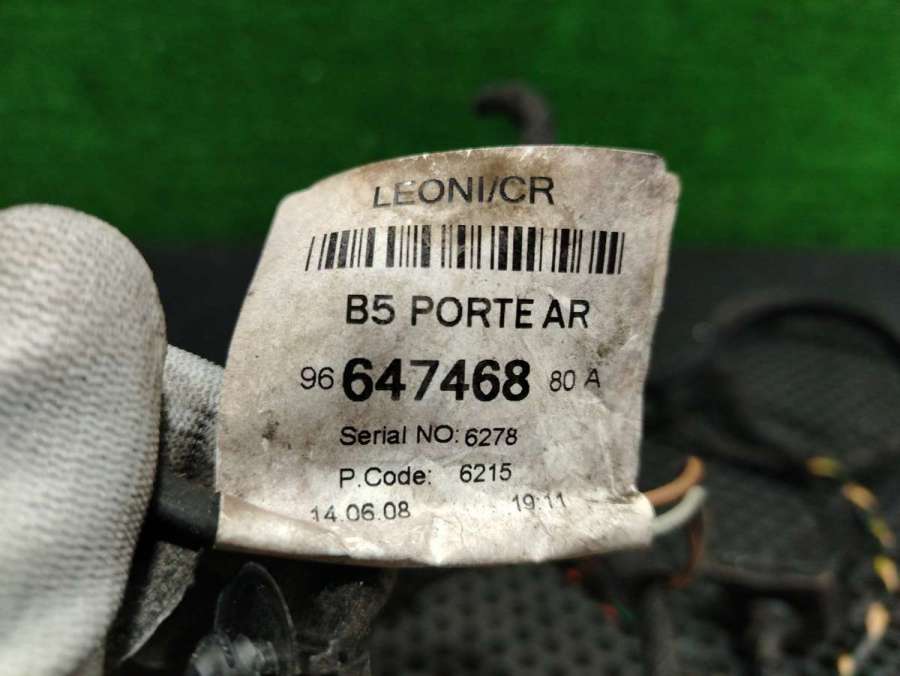 LEONI/CR
B5 PORTE AR
96 647468 80 A
Serial NO: 6278
P.Code: 6215
14.06.08 19:11